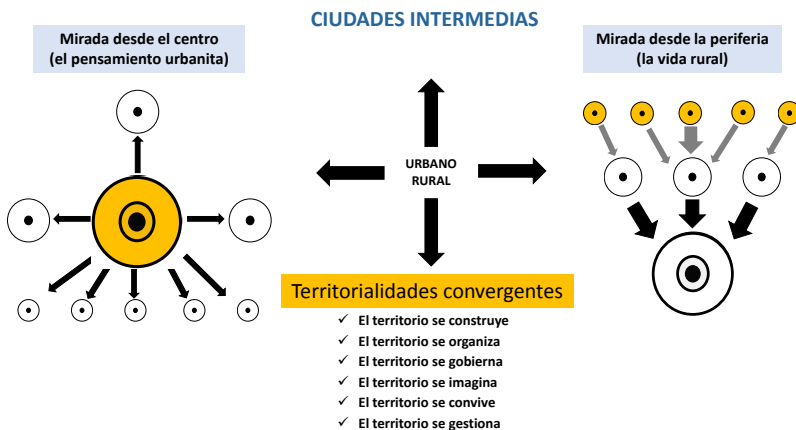 CIUDADES INTERMEDIAS
Mirada desde el centro
(el pensamiento urbanita)
Mirada desde la periferia
(la vida rural)
URBANO
RURAL
Territorialidades convergentes
✓ El territorio se construye
✓ El territorio se organiza
✓ El territorio se gobierna
✓ El territorio se imagina
✓ El territorio se convive
✓ El territorio se gestiona